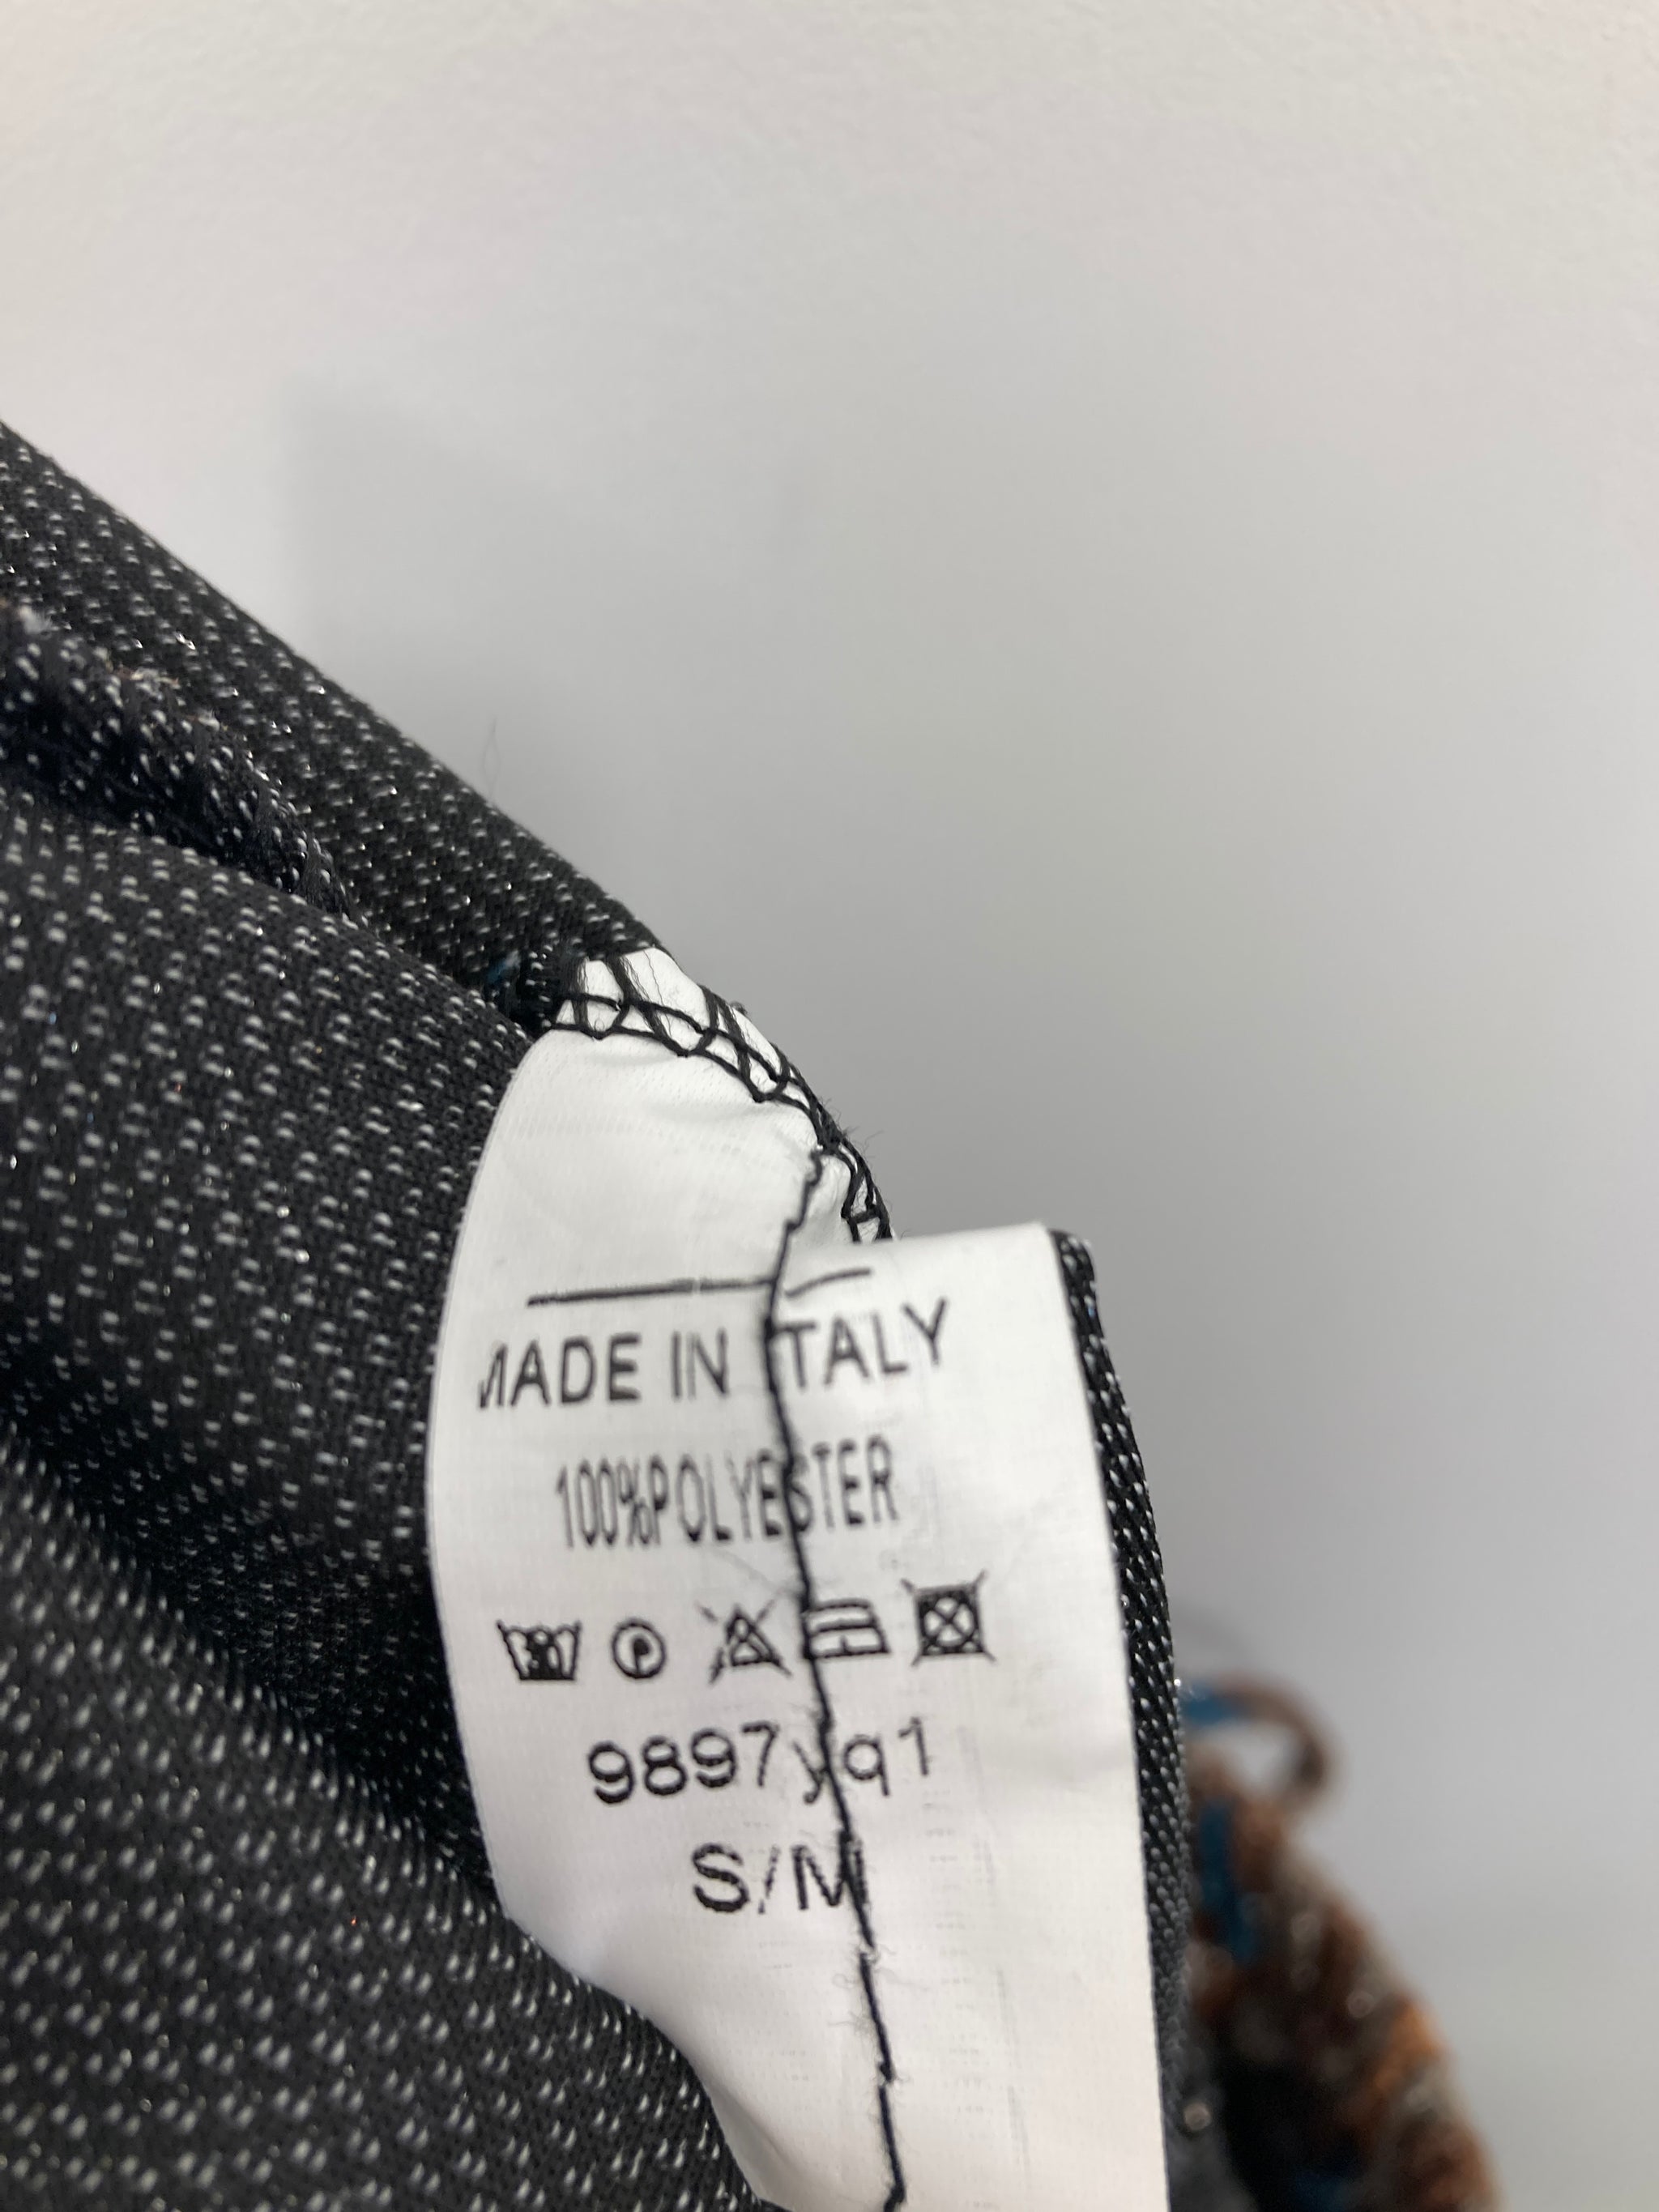 MADE IN ITALY
100%POLYESTER
P
9897yq1
S/M